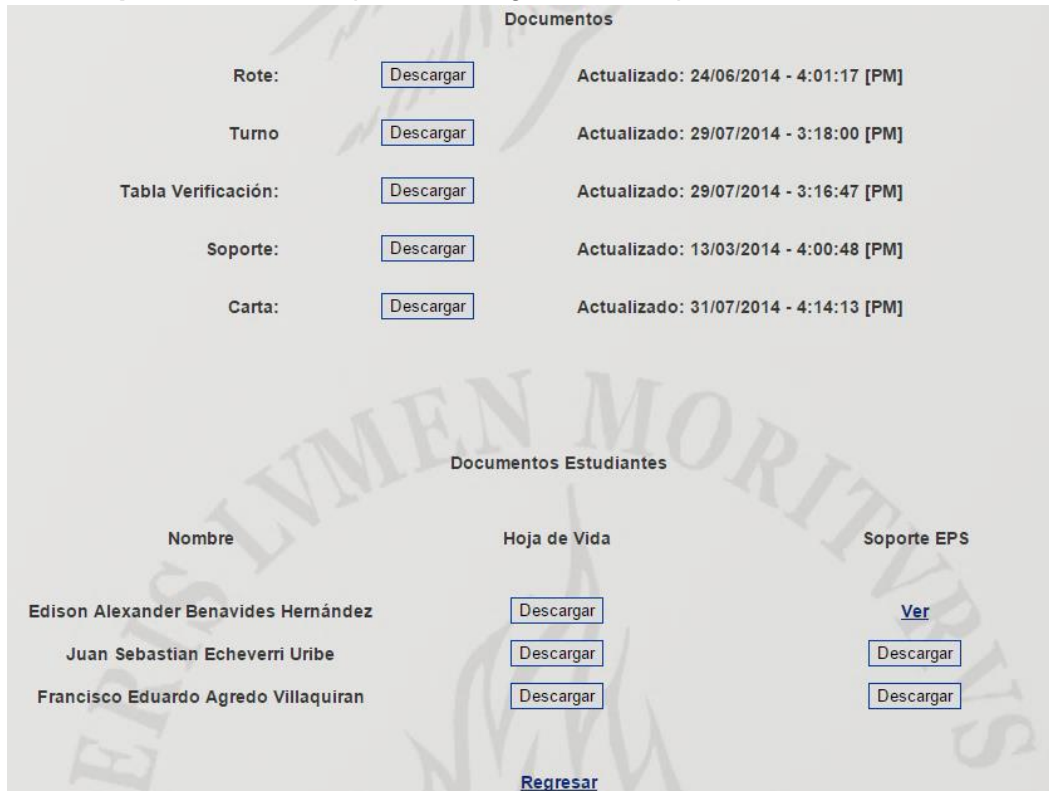 Documentos
Rote: Descargar Actualizado: 24/06/2014 - 4:01:17 [PM]
Turno Descargar Actualizado: 29/07/2014 - 3:18:00 [PM]
Tabla Verificación: Descargar Actualizado: 29/07/2014 - 3:16:47 [PM]
Soporte: Descargar Actualizado: 13/03/2014 - 4:00:48 [PM]
Carta: Descargar Actualizado: 31/07/2014 - 4:14:13 [PM]
ERIS LVMEN MORITVRVS
Documentos Estudiantes
Nombre Hoja de Vida Soporte EPS
Edison Alexander Benavides Hernández Descargar Ver
Juan Sebastian Echeverri Uribe Descargar Descargar
Francisco Eduardo Agredo Villaquiran Descargar Descargar
Regresar